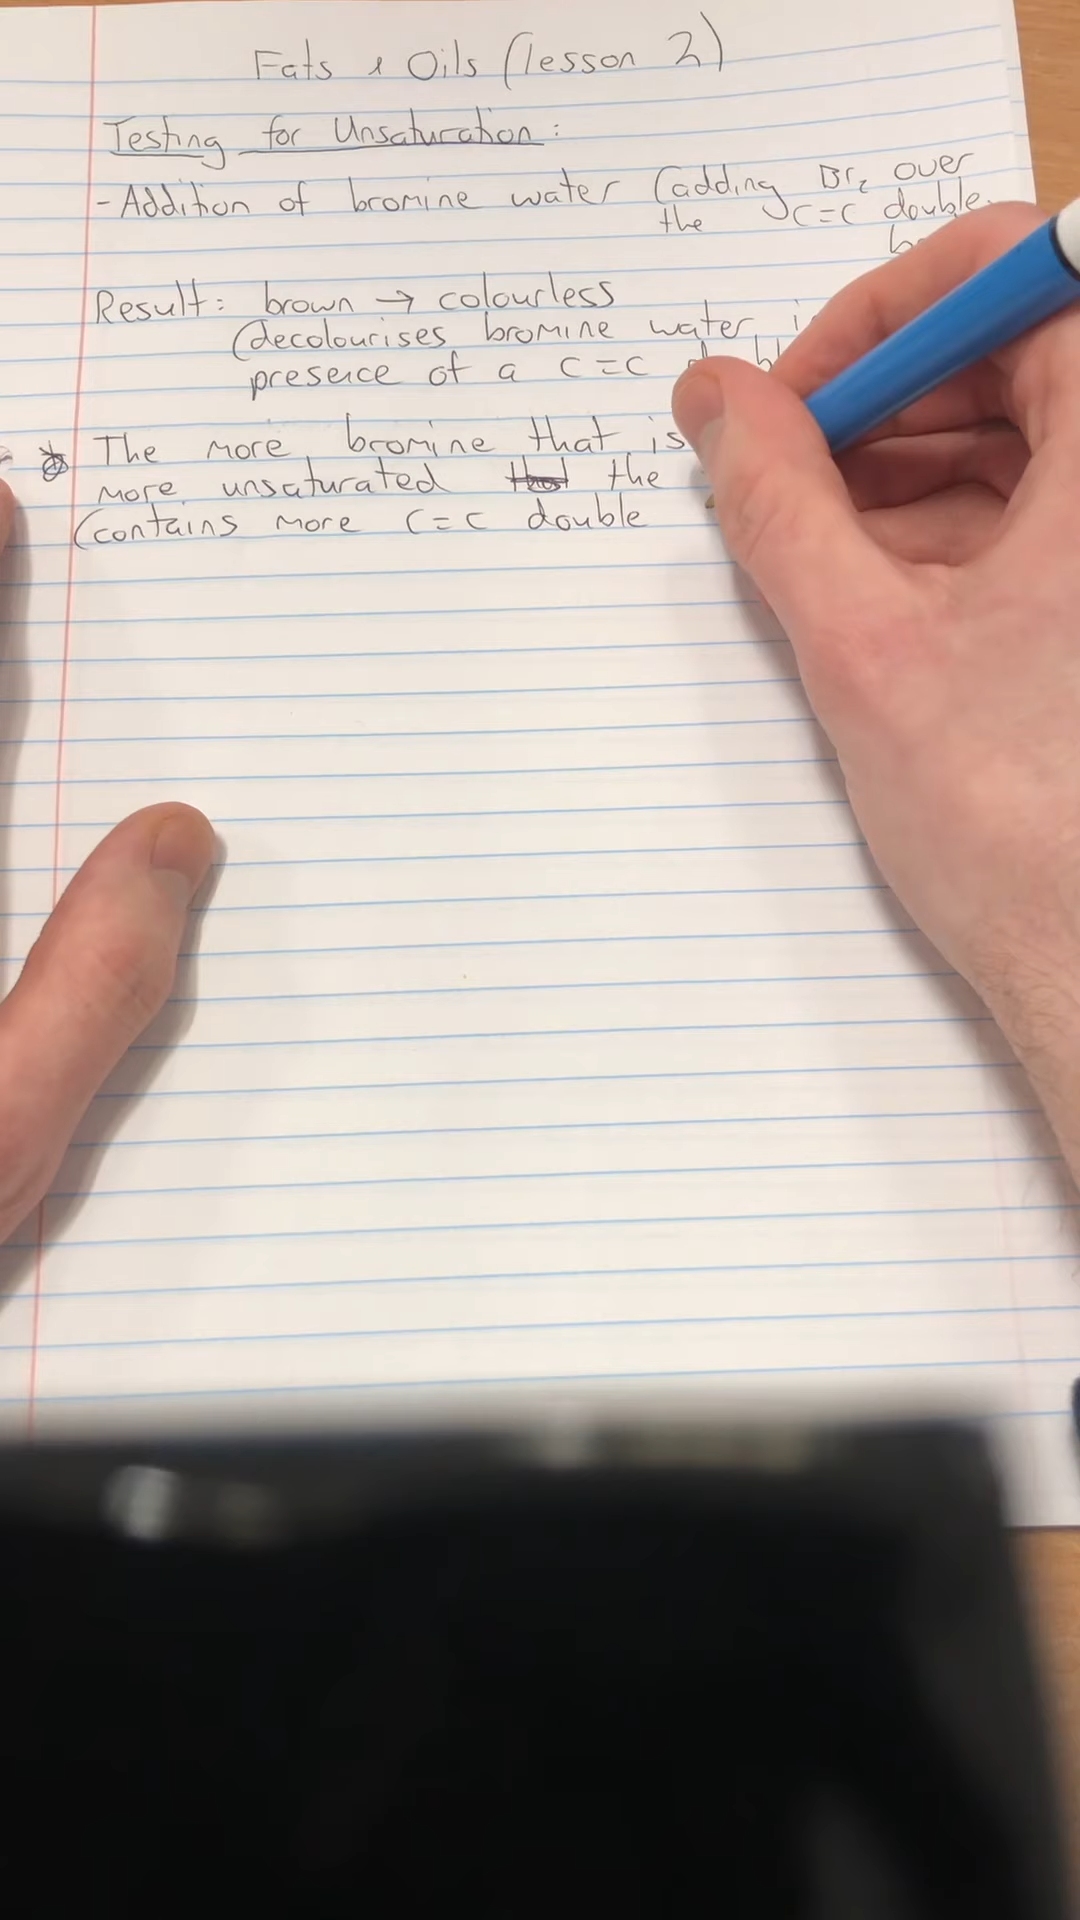 Fats & Oils (lesson 2)
Testing for Unsaturation:
- Addition of bromine water (adding Br₂ over
the C=C double
Result: brown → colourless
(decolourises bromine water
presence of a C=C
* The more bromine that is
more unsaturated the
(contains more C=C double